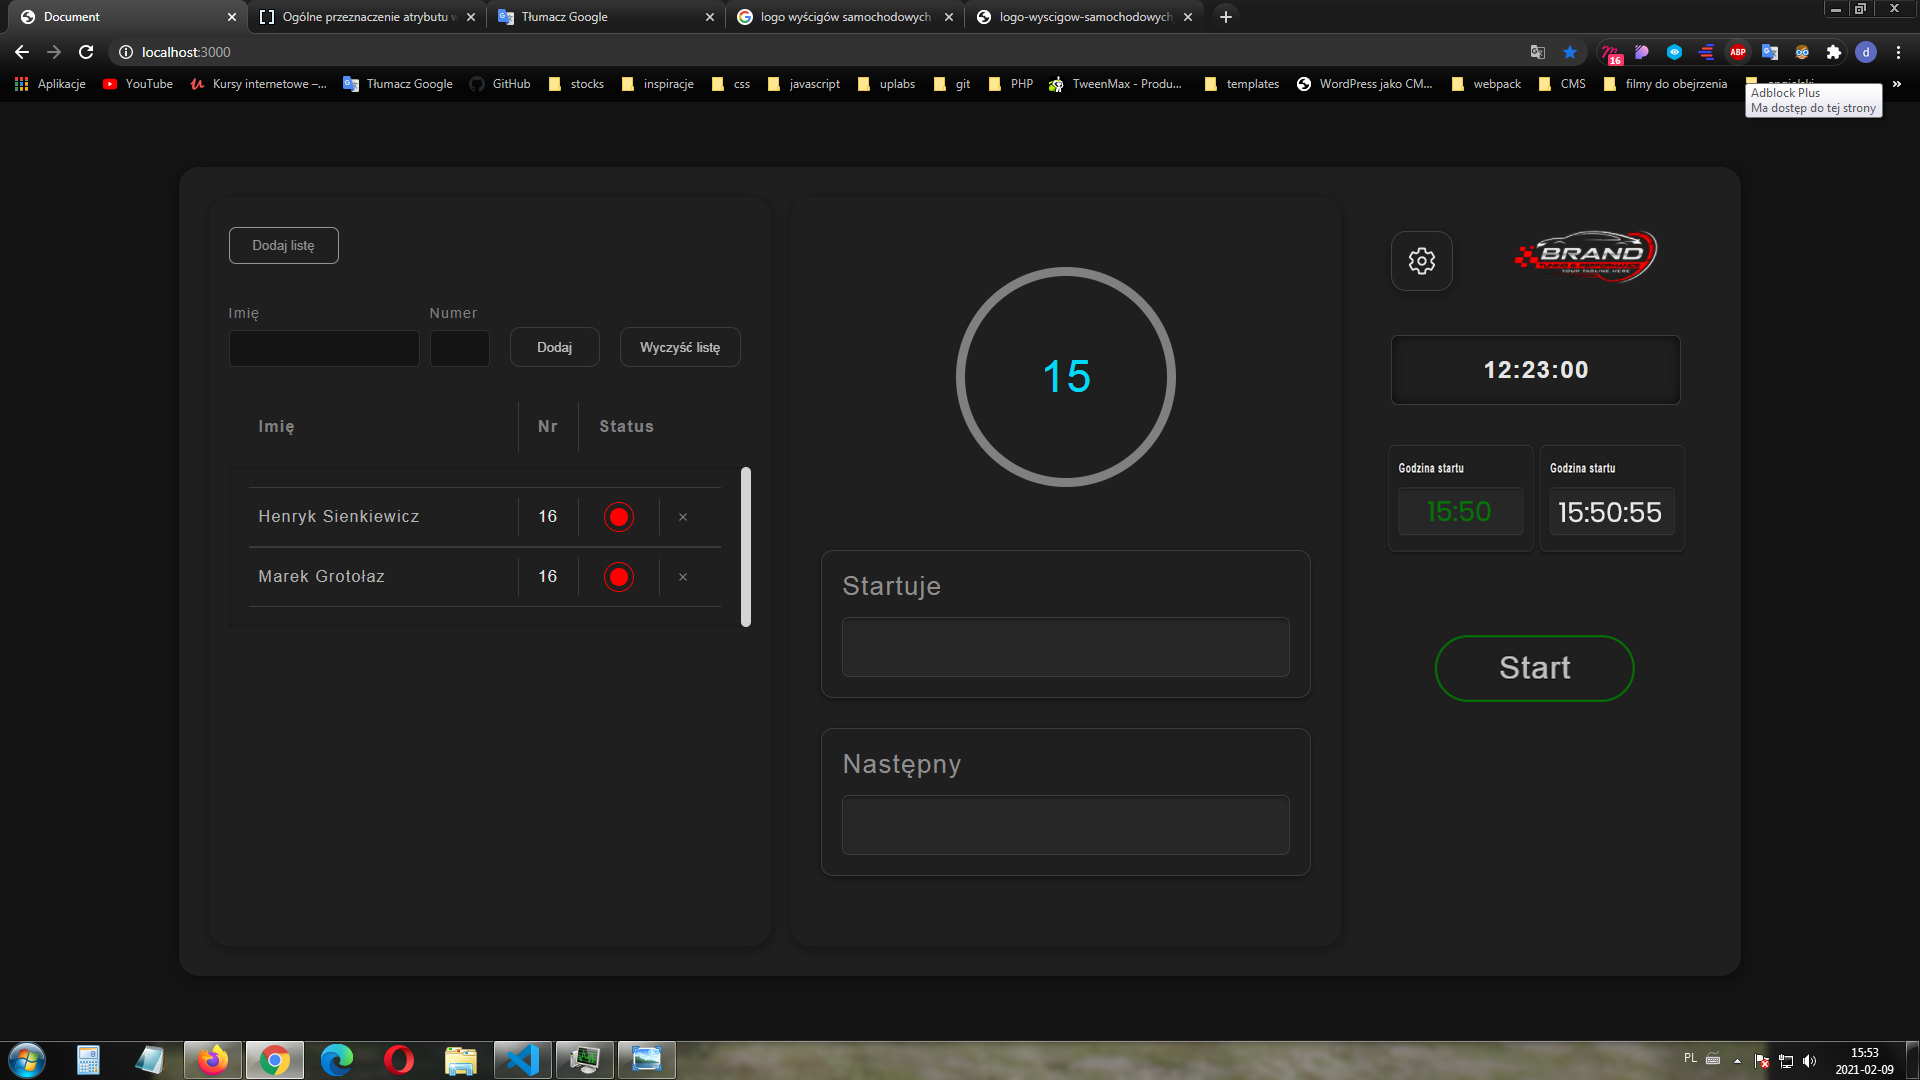 Document
Ogólne przeznaczenie atrybutu w
Tłumacz Google
logo wyścigów samochodowych
logo-wyscigow-samochodowych
localhost:3000
16
ABP
d
Aplikacje
YouTube
Kursy internetowe –...
Tłumacz Google
GitHub
stocks
inspiracje
css
javascript
uplabs
git
PHP
TweenMax - Produ...
templates
WordPress jako CM...
webpack
CMS
filmy do obejrzenia
»
Adblock Plus
Ma dostęp do tej strony
Dodaj listę
Imię
Numer
Dodaj
Wyczyść listę
Imię
Nr
Status
Henryk Sienkiewicz
16
×
Marek Grotołaz
16
×
15
Startuje
Następny
BRAND
TUNING & PERFORMANCE
YOUR TAGLINE HERE
12:23:00
Godzina startu
15:50
Godzina startu
15:50:55
Start
PL
15:53
2021-02-09